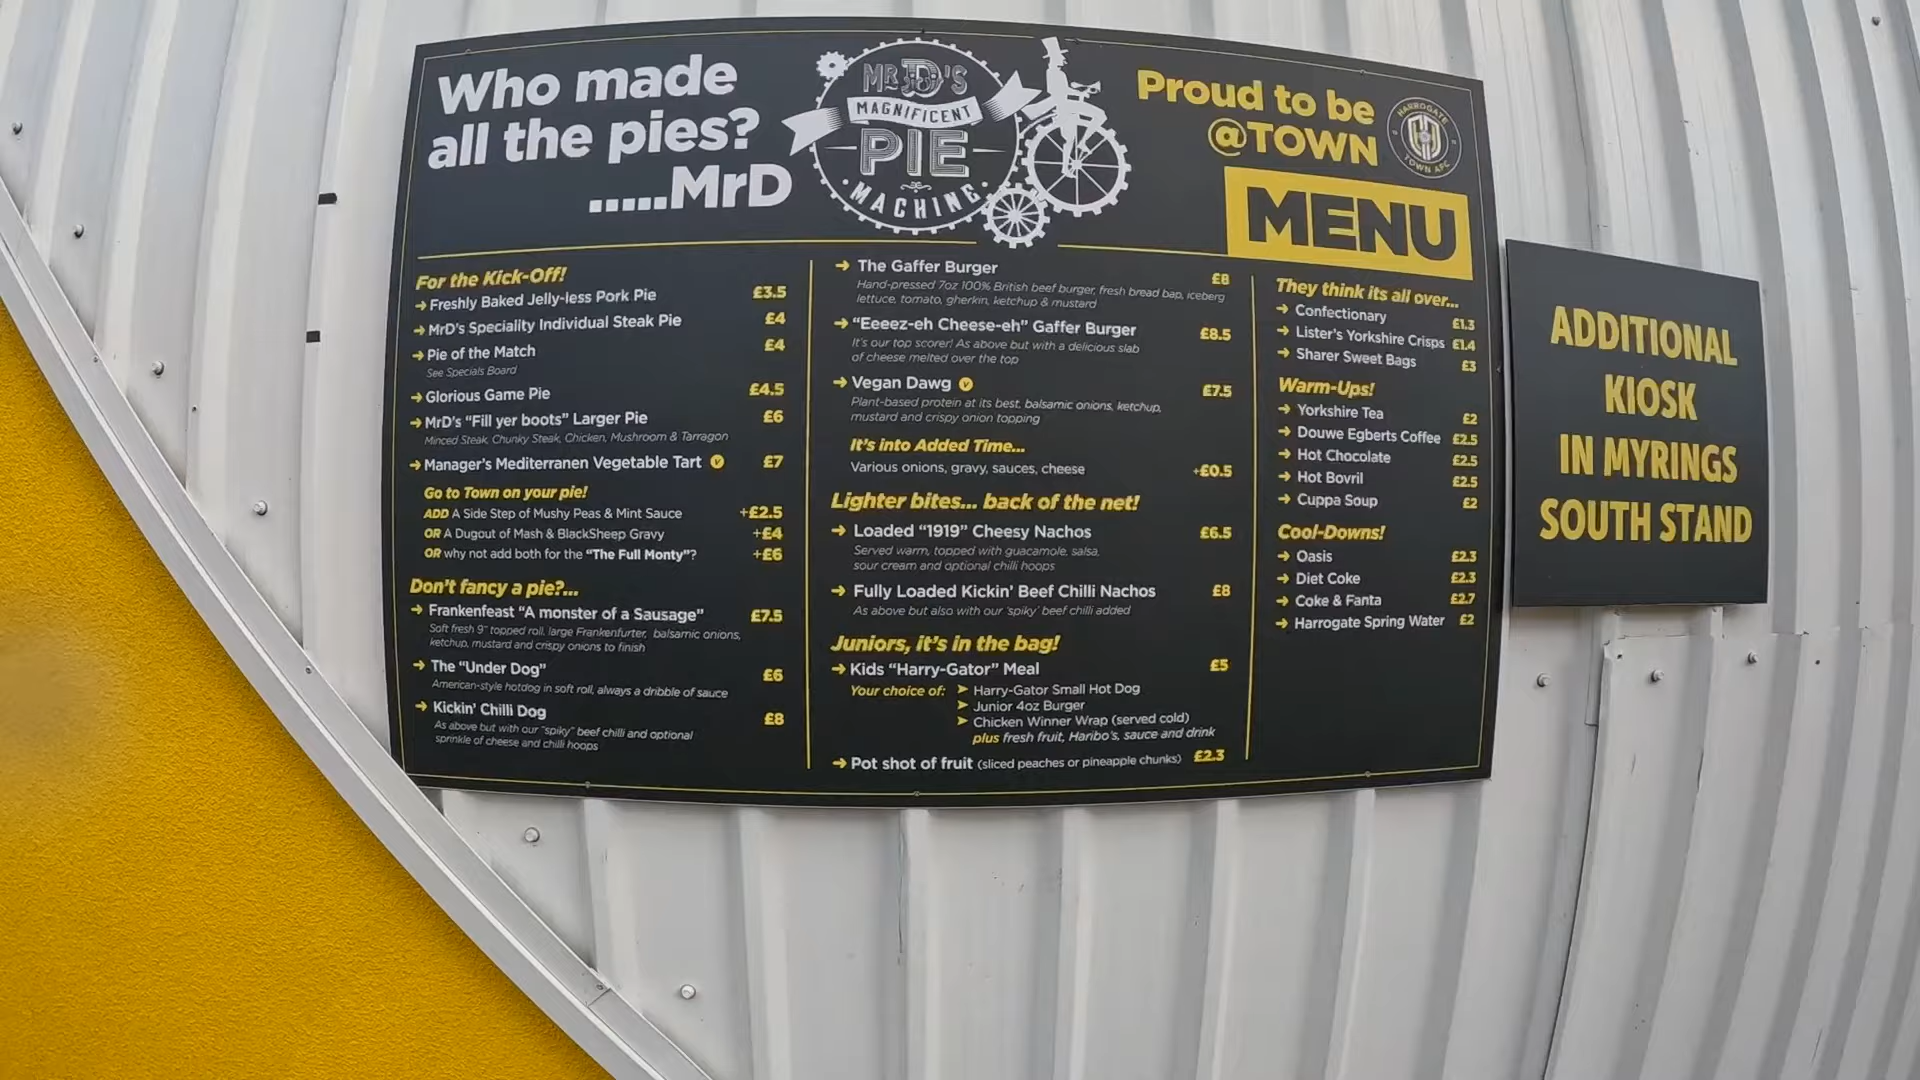 Who made
all the pies?
.....MrD
MR D'S
MAGNIFICENT
PIE
MACHINE
Proud to be
@TOWN
HARROGATE
TOWN AFC
MENU
For the Kick-Off!
Freshly Baked Jelly-less Pork Pie £3.5
MrD's Speciality Individual Steak Pie £4
Pie of the Match £4
See Specials Board
Glorious Game Pie £4.5
MrD's "Fill yer boots" Larger Pie £6
Minced Steak, Chunky Steak, Chicken, Mushroom & Tarragon
Manager's Mediterranen Vegetable Tart V £7
Go to Town on your pie!
ADD A Side Step of Mushy Peas & Mint Sauce +£2.5
OR A Dugout of Mash & BlackSheep Gravy +£4
OR why not add both for the "The Full Monty"? +£6
Don't fancy a pie?...
Frankenfeast "A monster of a Sausage" £7.5
Soft fresh 9" topped roll, large Frankenfurter, balsamic onions,
ketchup, mustard and crispy onions to finish
The "Under Dog" £6
American-style hotdog in soft roll, always a dribble of sauce
Kickin' Chilli Dog £8
As above but with our "spiky" beef chilli and optional
sprinkle of cheese and chilli hoops
The Gaffer Burger £8
Hand-pressed 7oz 100% British beef burger, fresh bread bap, iceberg
lettuce, tomato, gherkin, ketchup & mustard
"Eeeez-eh Cheese-eh" Gaffer Burger £8.5
It's our top scorer! As above but with a delicious slab
of cheese melted over the top
Vegan Dawg V £7.5
Plant-based protein at its best, balsamic onions, ketchup,
mustard and crispy onion topping
It's into Added Time...
Various onions, gravy, sauces, cheese +£0.5
Lighter bites... back of the net!
Loaded "1919" Cheesy Nachos £6.5
Served warm, topped with guacamole, salsa,
sour cream and optional chilli hoops
Fully Loaded Kickin' Beef Chilli Nachos £8
As above but also with our 'spiky' beef chilli added
Juniors, it's in the bag!
Kids "Harry-Gator" Meal £5
Your choice of: Harry-Gator Small Hot Dog
Junior 4oz Burger
Chicken Winner Wrap (served cold)
plus fresh fruit, Haribo's, sauce and drink
Pot shot of fruit (sliced peaches or pineapple chunks) £2.3
They think its all over...
Confectionary £1.3
Lister's Yorkshire Crisps £1.4
Sharer Sweet Bags £3
Warm-Ups!
Yorkshire Tea £2
Douwe Egberts Coffee £2.5
Hot Chocolate £2.5
Hot Bovril £2.5
Cuppa Soup £2
Cool-Downs!
Oasis £2.3
Diet Coke £2.3
Coke & Fanta £2.7
Harrogate Spring Water £2
ADDITIONAL
KIOSK
IN MYRINGS
SOUTH STAND